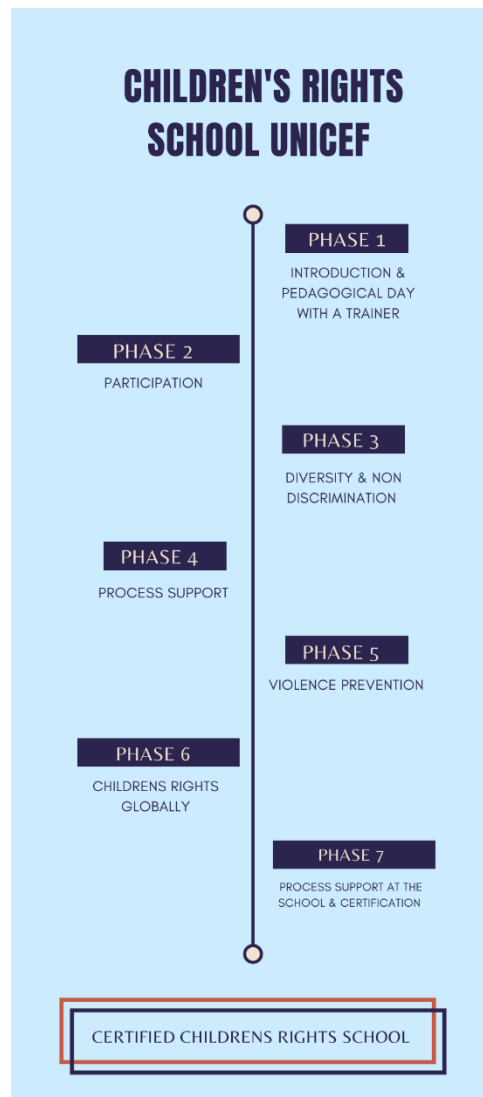 CHILDREN'S RIGHTS
SCHOOL UNICEF
PHASE 1
INTRODUCTION &
PEDAGOGICAL DAY
WITH A TRAINER
PHASE 2
PARTICIPATION
PHASE 3
DIVERSITY & NON
DISCRIMINATION
PHASE 4
PROCESS SUPPORT
PHASE 5
VIOLENCE PREVENTION
PHASE 6
CHILDRENS RIGHTS
GLOBALLY
PHASE 7
PROCESS SUPPORT AT THE
SCHOOL & CERTIFICATION
CERTIFIED CHILDRENS RIGHTS SCHOOL